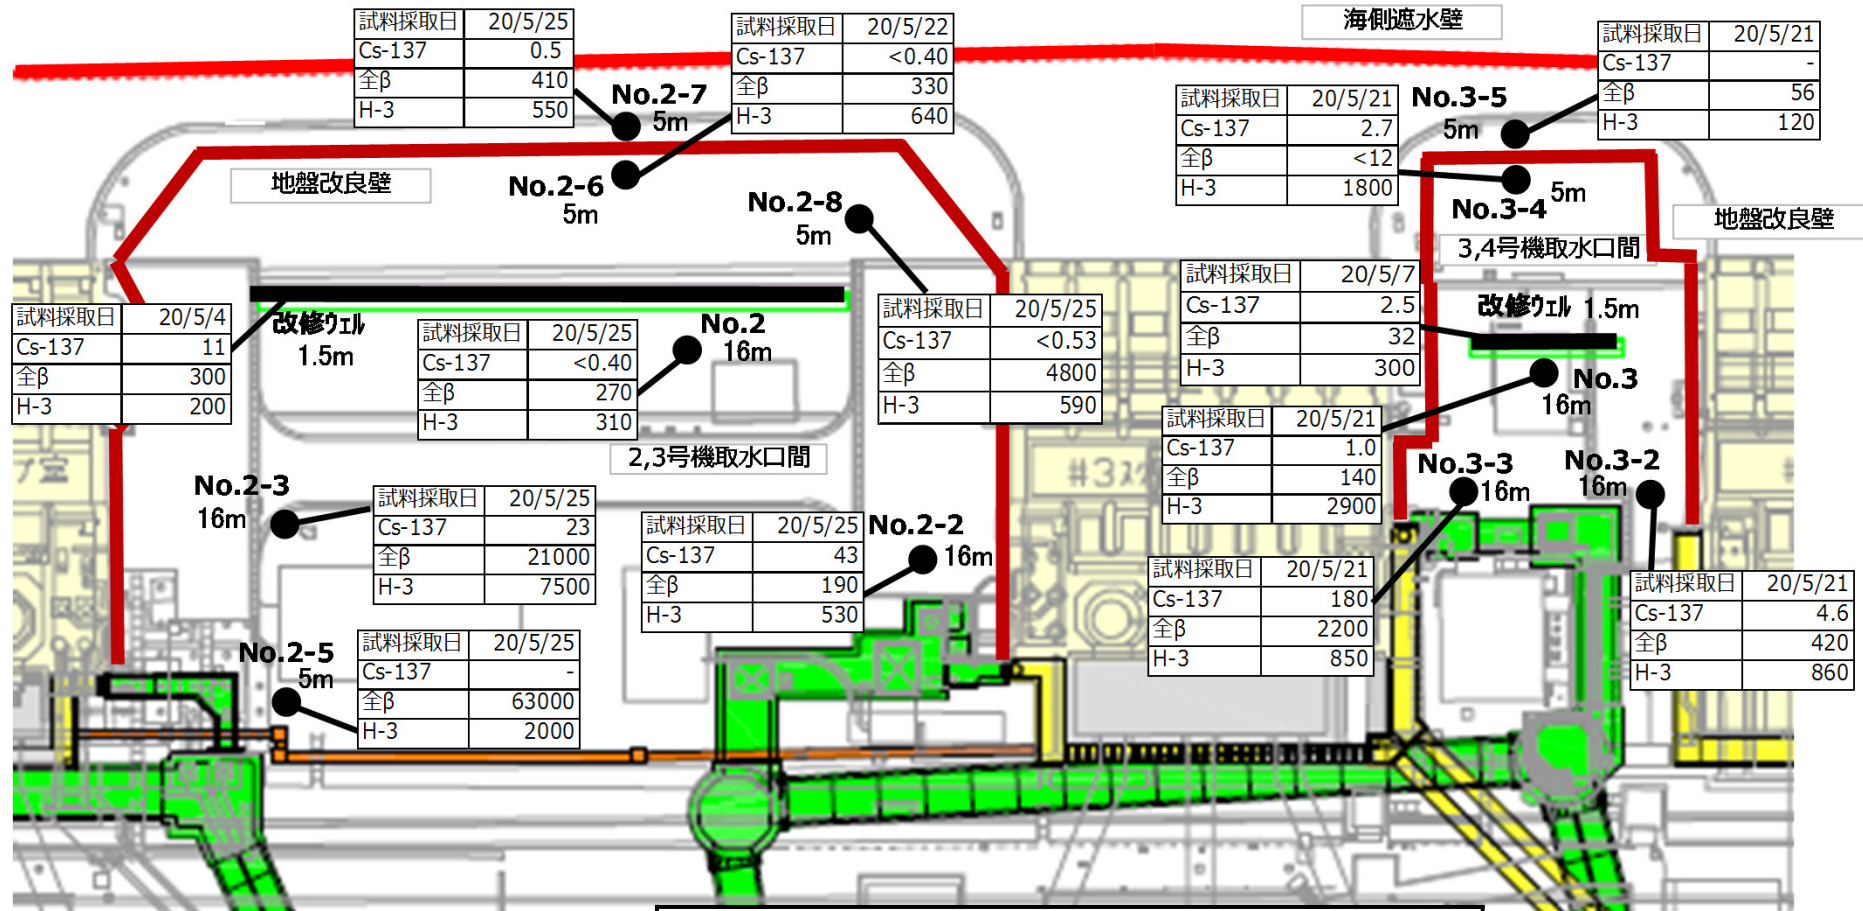 海側遮水壁
試料採取日 20/5/25
Cs-137 0.5
全β 410
H-3 550
No.2-7
5m
試料採取日 20/5/22
Cs-137 <0.40
全β 330
H-3 640
No.2-6
5m
地盤改良壁
試料採取日 20/5/21
Cs-137 -
全β 56
H-3 120
No.3-5
5m
試料採取日 20/5/21
Cs-137 2.7
全β <12
H-3 1800
5m
No.3-4
地盤改良壁
3,4号機取水口間
No.2-8
5m
試料採取日 20/5/25
Cs-137 <0.53
全β 4800
H-3 590
試料採取日 20/5/4
Cs-137 11
全β 300
H-3 200
改修ウェル
1.5m
試料採取日 20/5/25
Cs-137 <0.40
全β 270
H-3 310
No.2
16m
2,3号機取水口間
試料採取日 20/5/7
Cs-137 2.5
全β 32
H-3 300
改修ウェル 1.5m
試料採取日 20/5/21
Cs-137 1.0
全β 140
H-3 2900
No.3
16m
No.2-3
16m
試料採取日 20/5/25
Cs-137 23
全β 21000
H-3 7500
試料採取日 20/5/25
Cs-137 43
全β 190
H-3 530
No.2-2
16m
No.3-3
16m
試料採取日 20/5/21
Cs-137 180
全β 2200
H-3 850
No.3-2
16m
試料採取日 20/5/21
Cs-137 4.6
全β 420
H-3 860
No.2-5
5m
試料採取日 20/5/25
Cs-137 -
全β 63000
H-3 2000
プ室
#3スク